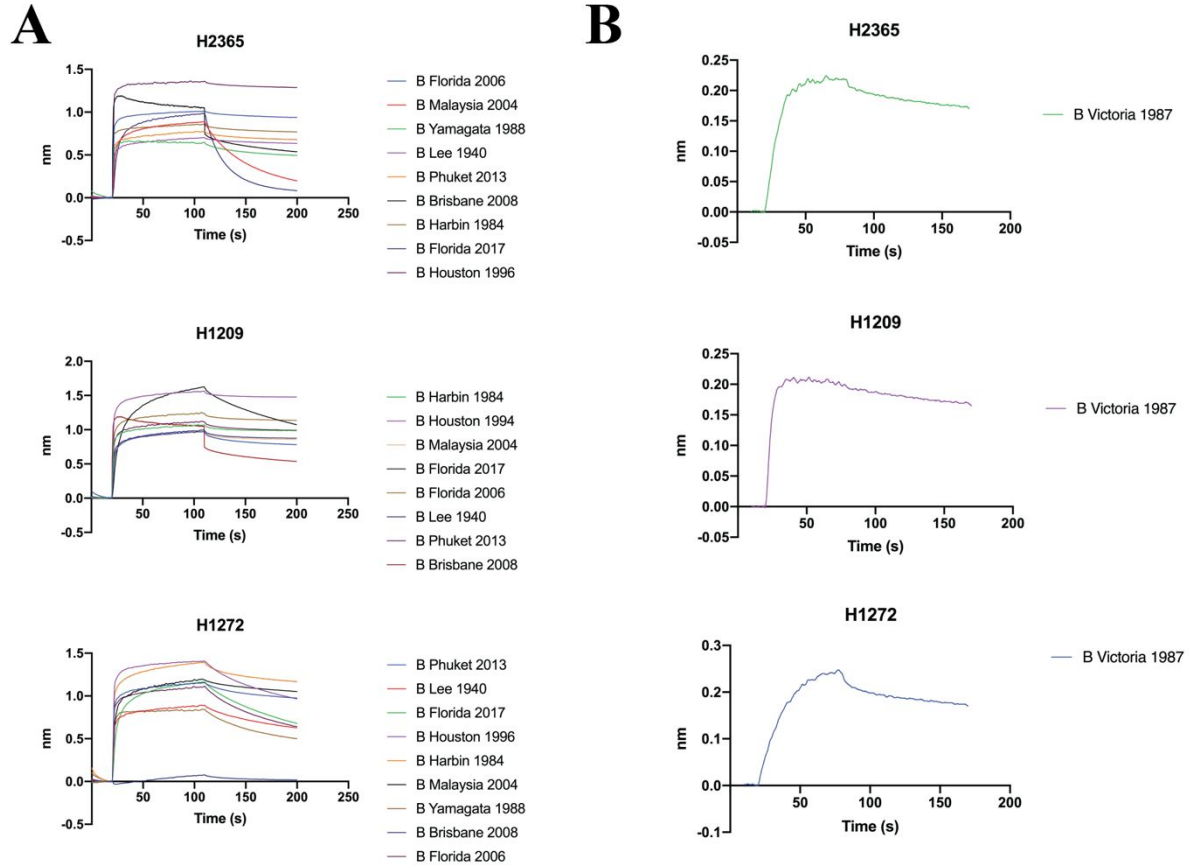 A
H2365
1.5
1.0
0.5
0.0
-0.5
nm
50
100
150
200
250
Time (s)
B Florida 2006
B Malaysia 2004
B Yamagata 1988
B Lee 1940
B Phuket 2013
B Brisbane 2008
B Harbin 1984
B Florida 2017
B Houston 1996
H1209
2.0
1.5
1.0
0.5
0.0
-0.5
nm
50
100
150
200
250
Time (s)
B Harbin 1984
B Houston 1994
B Malaysia 2004
B Florida 2017
B Florida 2006
B Lee 1940
B Phuket 2013
B Brisbane 2008
H1272
1.5
1.0
0.5
0.0
-0.5
nm
50
100
150
200
250
Time (s)
B Phuket 2013
B Lee 1940
B Florida 2017
B Houston 1996
B Harbin 1984
B Malaysia 2004
B Yamagata 1988
B Brisbane 2008
B Florida 2006
B
H2365
0.25
0.20
0.15
0.10
0.05
0.00
-0.05
nm
50
100
150
200
Time (s)
B Victoria 1987
H1209
0.25
0.20
0.15
0.10
0.05
0.00
-0.05
nm
50
100
150
200
Time (s)
B Victoria 1987
H1272
0.3
0.2
0.1
0.0
-0.1
nm
50
100
150
200
Time (s)
B Victoria 1987